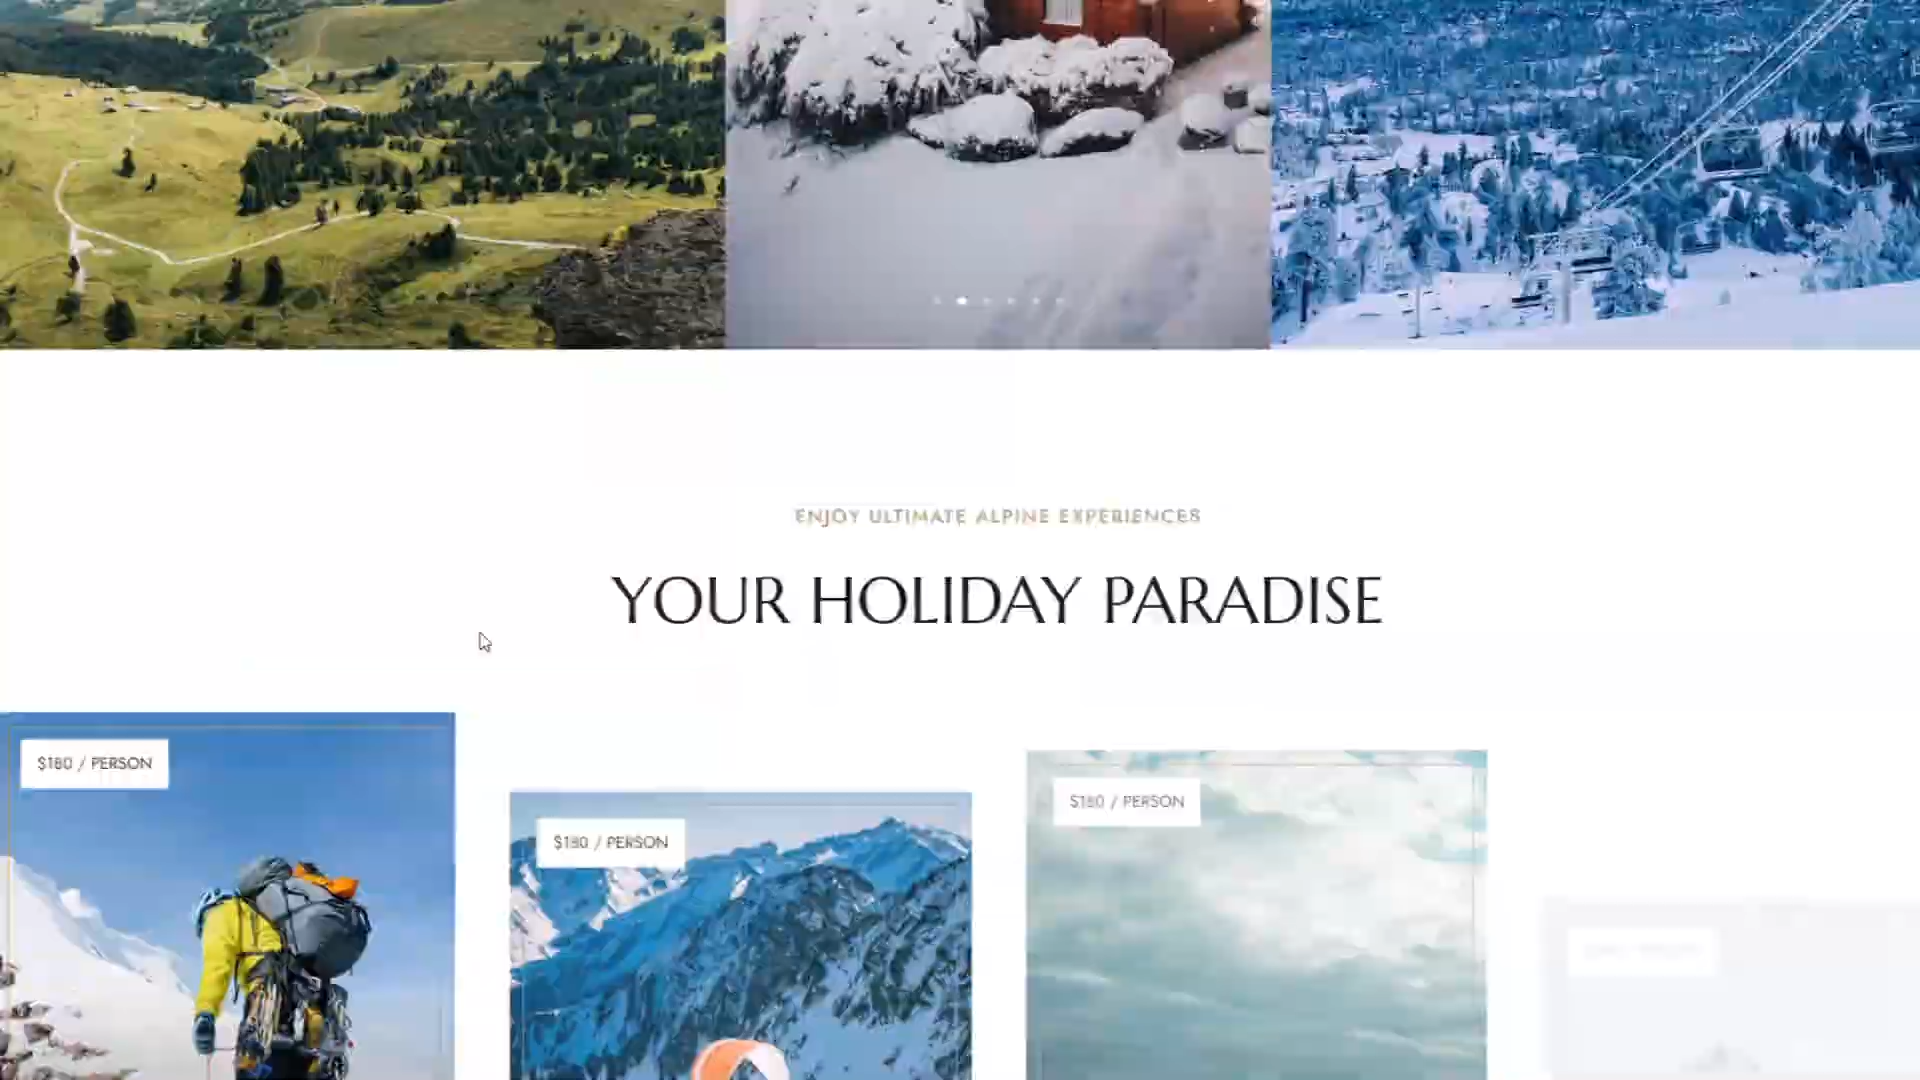 ENJOY ULTIMATE ALPINE EXPERIENCES
YOUR HOLIDAY PARADISE
$180 / PERSON
$180 / PERSON
$180 / PERSON